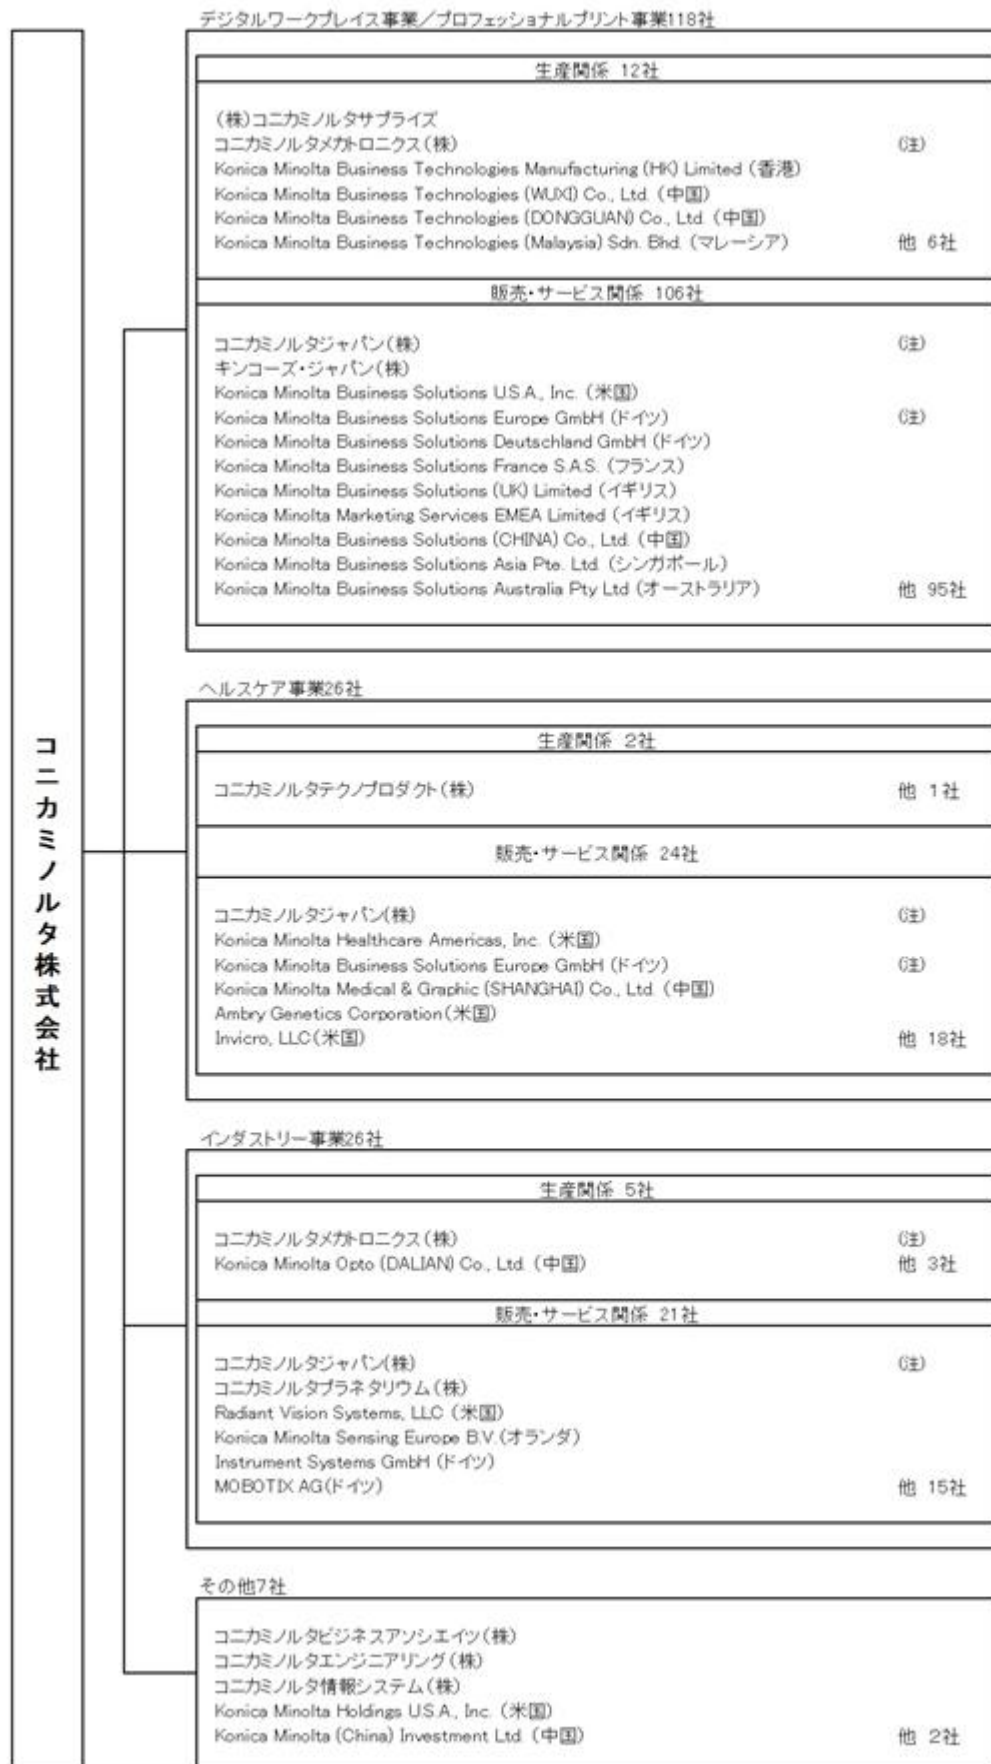 デジタルワークプレイス事業／プロフェッショナルプリント事業118社
生産関係 12社
(株)コニカミノルタサプライズ
コニカミノルタメカトロニクス(株) (注)
Konica Minolta Business Technologies Manufacturing (HK) Limited (香港)
Konica Minolta Business Technologies (WUXI) Co., Ltd. (中国)
Konica Minolta Business Technologies (DONGGUAN) Co., Ltd. (中国)
Konica Minolta Business Technologies (Malaysia) Sdn. Bhd. (マレーシア) 他 6社
販売・サービス関係 106社
コニカミノルタジャパン(株) (注)
キンコーズ・ジャパン(株)
Konica Minolta Business Solutions U.S.A., Inc. (米国)
Konica Minolta Business Solutions Europe GmbH (ドイツ) (注)
Konica Minolta Business Solutions Deutschland GmbH (ドイツ)
Konica Minolta Business Solutions France S.A.S. (フランス)
Konica Minolta Business Solutions (UK) Limited (イギリス)
Konica Minolta Marketing Services EMEA Limited (イギリス)
Konica Minolta Business Solutions (CHINA) Co., Ltd. (中国)
Konica Minolta Business Solutions Asia Pte. Ltd. (シンガポール)
Konica Minolta Business Solutions Australia Pty Ltd (オーストラリア) 他 95社
コニカミノルタ株式会社
ヘルスケア事業26社
生産関係 2社
コニカミノルタテクノプロダクト(株) 他 1社
販売・サービス関係 24社
コニカミノルタジャパン(株) (注)
Konica Minolta Healthcare Americas, Inc. (米国)
Konica Minolta Business Solutions Europe GmbH (ドイツ) (注)
Konica Minolta Medical & Graphic (SHANGHAI) Co., Ltd. (中国)
Ambry Genetics Corporation(米国)
Invicro, LLC(米国) 他 18社
インダストリー事業26社
生産関係 5社
コニカミノルタメカトロニクス(株) (注)
Konica Minolta Opto (DALIAN) Co., Ltd. (中国) 他 3社
販売・サービス関係 21社
コニカミノルタジャパン(株) (注)
コニカミノルタプラネタリウム(株)
Radiant Vision Systems, LLC (米国)
Konica Minolta Sensing Europe B.V.(オランダ)
Instrument Systems GmbH (ドイツ)
MOBOTIX AG(ドイツ) 他 15社
その他7社
コニカミノルタビジネスアソシエイツ(株)
コニカミノルタエンジニアリング(株)
コニカミノルタ情報システム(株)
Konica Minolta Holdings U.S.A., Inc. (米国)
Konica Minolta (China) Investment Ltd. (中国) 他 2社